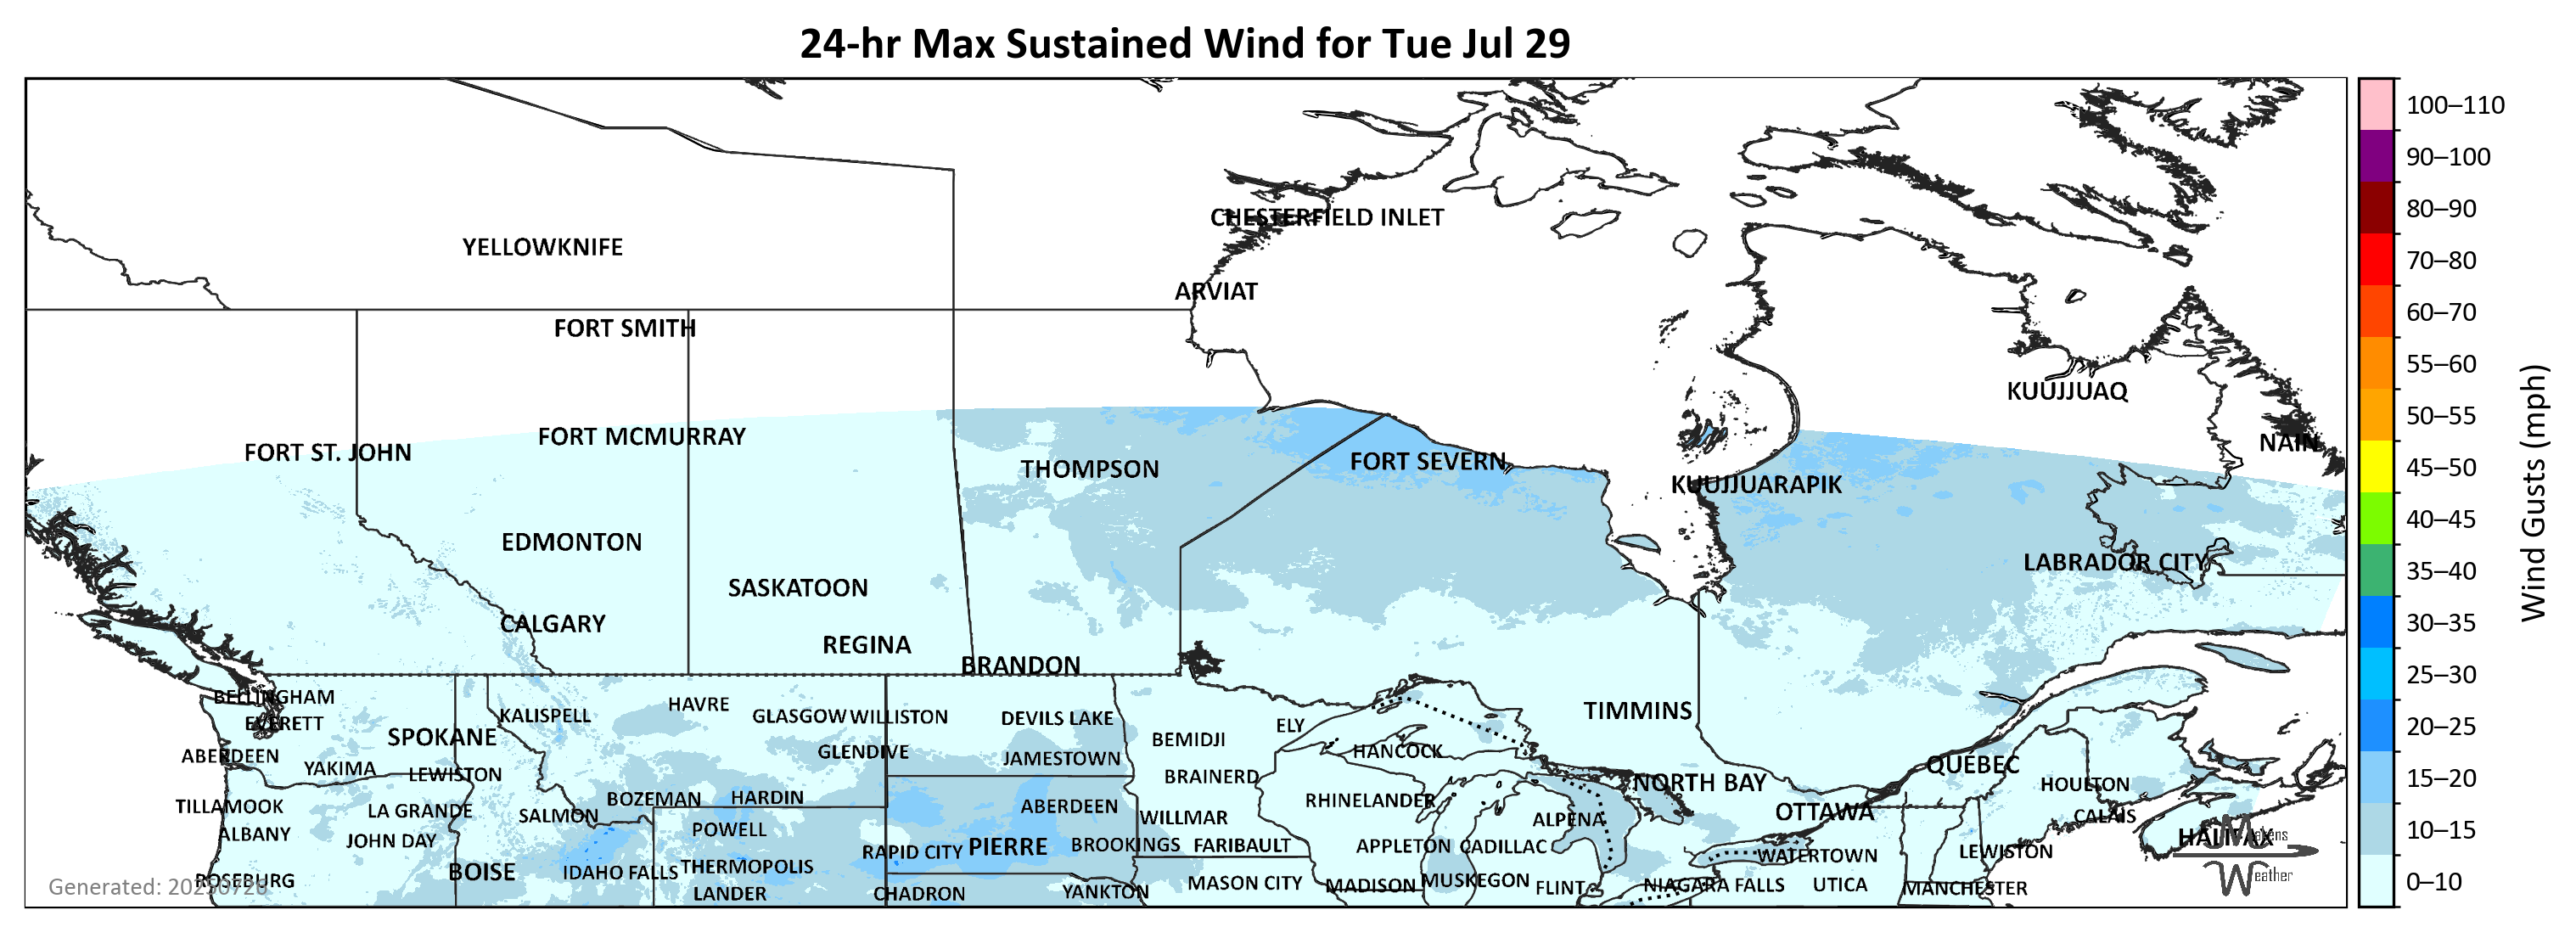 24-hr Max Sustained Wind for Tue Jul 29
100–110
90–100
80–90
70–80
60–70
55–60
50–55
45–50
40–45
35–40
30–35
25–30
20–25
15–20
10–15
0–10
Wind Gusts (mph)
CHESTERFIELD INLET
YELLOWKNIFE
ARVIAT
FORT SMITH
KUUJJUAQ
FORT MCMURRAY
NAIN
FORT ST. JOHN
FORT SEVERN
THOMPSON
KUUJJUARAPIK
EDMONTON
LABRADOR CITY
SASKATOON
CALGARY
REGINA
BRANDON
BELLINGHAM
HAVRE
TIMMINS
KALISPELL
GLASGOW
WILLISTON
DEVILS LAKE
EVERETT
ELY
SPOKANE
BEMIDJI
GLENDIVE
HANCOCK
ABERDEEN
JAMESTOWN
QUEBEC
YAKIMA
LEWISTON
BRAINERD
NORTH BAY
HOULTON
BOZEMAN
HARDIN
RHINELANDER
TILLAMOOK
LA GRANDE
ABERDEEN
OTTAWA
SALMON
WILLMAR
ALPENA
CALAIS
ALBANY
JOHN DAY
POWELL
HALIFAX
Makens
Weather
PIERRE
BROOKINGS
FARIBAULT
APPLETON
CADILLAC
RAPID CITY
LEWISTON
WATERTOWN
BOISE
IDAHO FALLS
THERMOPOLIS
ROSEBURG
MASON CITY
MADISON
MUSKEGON
FLINT
NIAGARA FALLS
UTICA
MANCHESTER
LANDER
CHADRON
YANKTON
Generated: 20250728